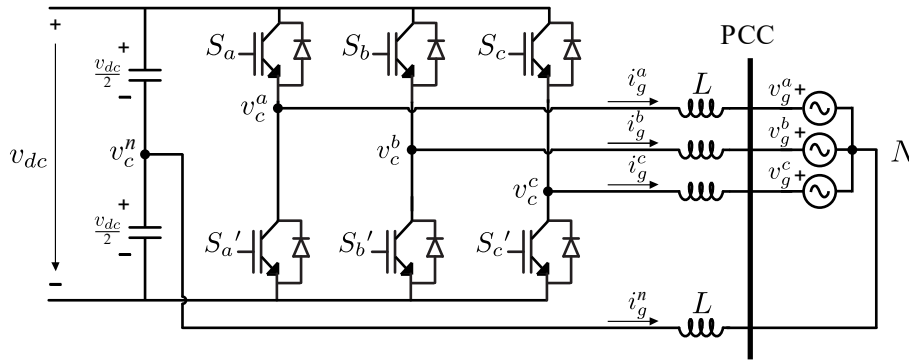 + + S_a S_b S_c PCC
v_dc/2 i_g^a L v_g^a +
− v_c^a
i_g^b v_g^b +
v_dc v_c^n v_c^b N
i_g^c v_g^c +
+ v_c^c
v_dc/2 S_a' S_b' S_c'
−
− i_g^n L